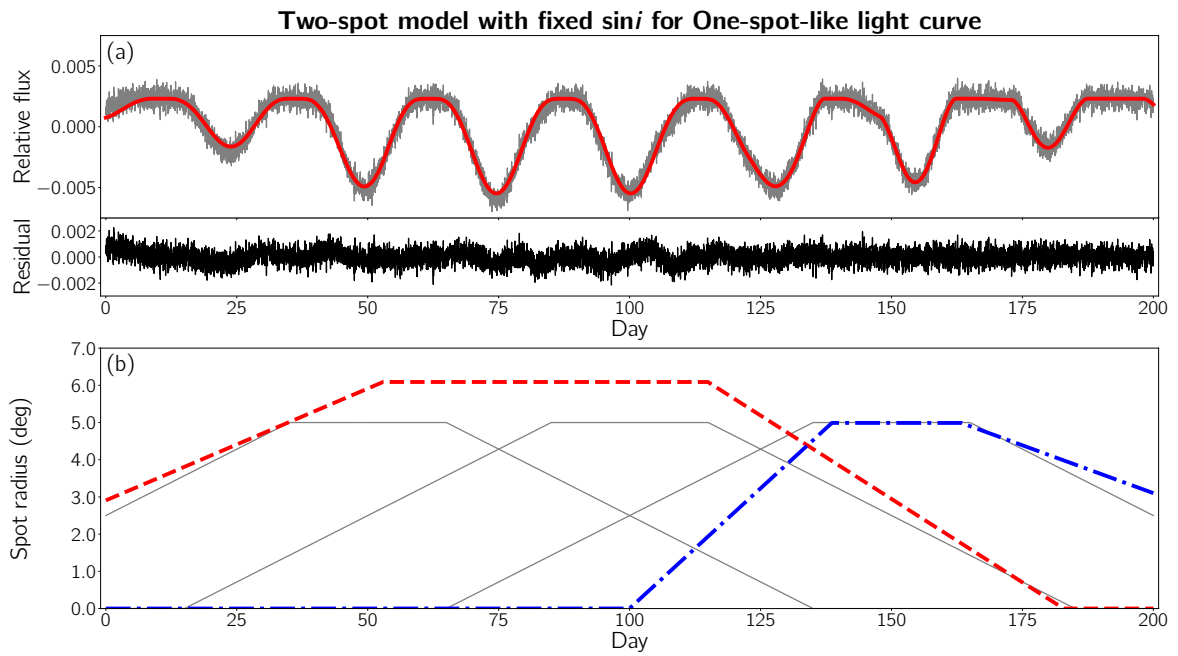 Two-spot model with fixed sini for One-spot-like light curve
(a)
Relative flux
0.005
0.000
−0.005
Residual
0.002
0.000
−0.002
0 25 50 75 100 125 150 175 200
Day
(b)
Spot radius (deg)
7.0
6.0
5.0
4.0
3.0
2.0
1.0
0.0
0 25 50 75 100 125 150 175 200
Day